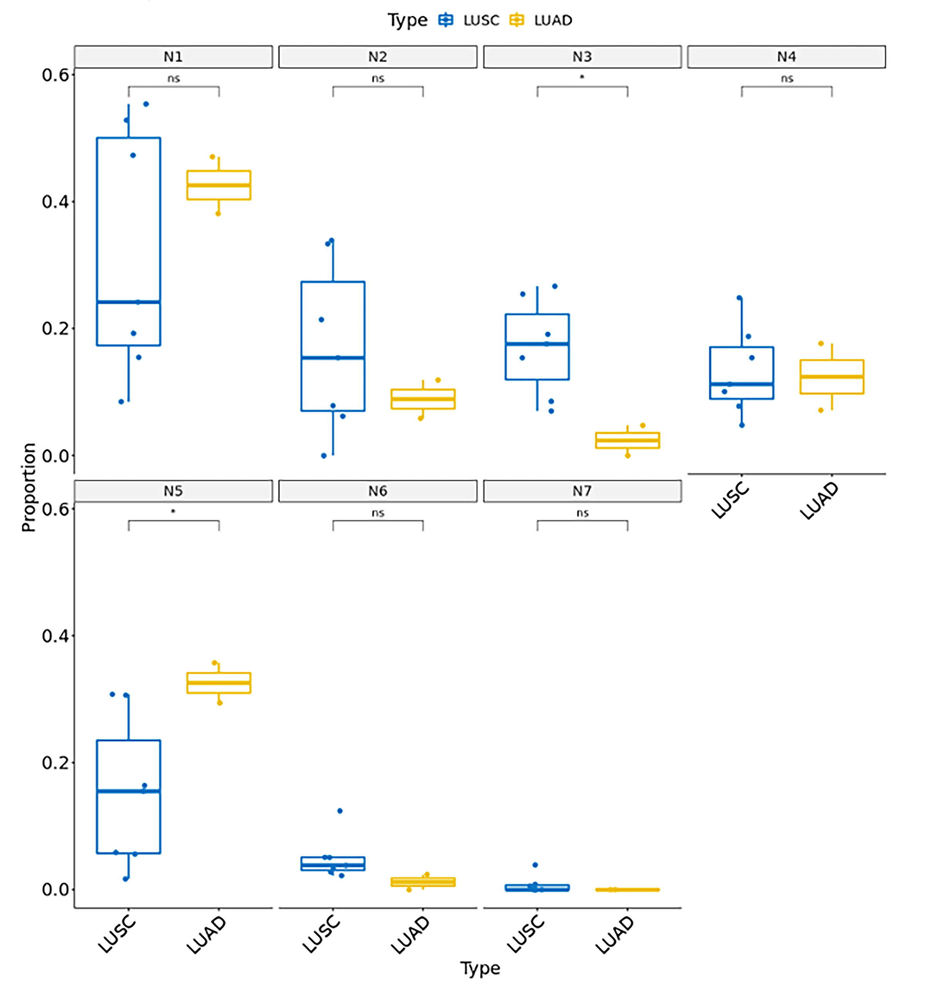 Type LUSC LUAD
N1 N2 N3 N4
0.6 ns ns * ns
0.4
0.2
0.0
LUSC LUAD
Proportion
N5 N6 N7
0.6 * ns ns
0.4
0.2
0.0
LUSC LUAD LUSC LUAD LUSC LUAD
Type